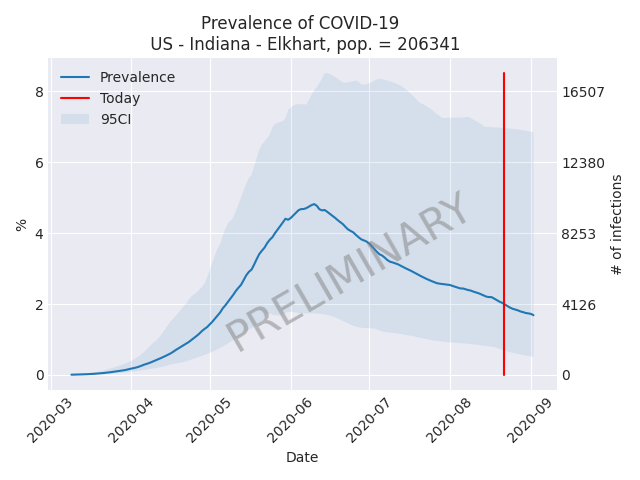 Prevalence of COVID-19
US - Indiana - Elkhart, pop. = 206341
Prevalence
Today
95CI
8
6
4
2
0
%
16507
12380
8253
4126
0
# of infections
PRELIMINARY
2020-03
2020-04
2020-05
2020-06
2020-07
2020-08
2020-09
Date